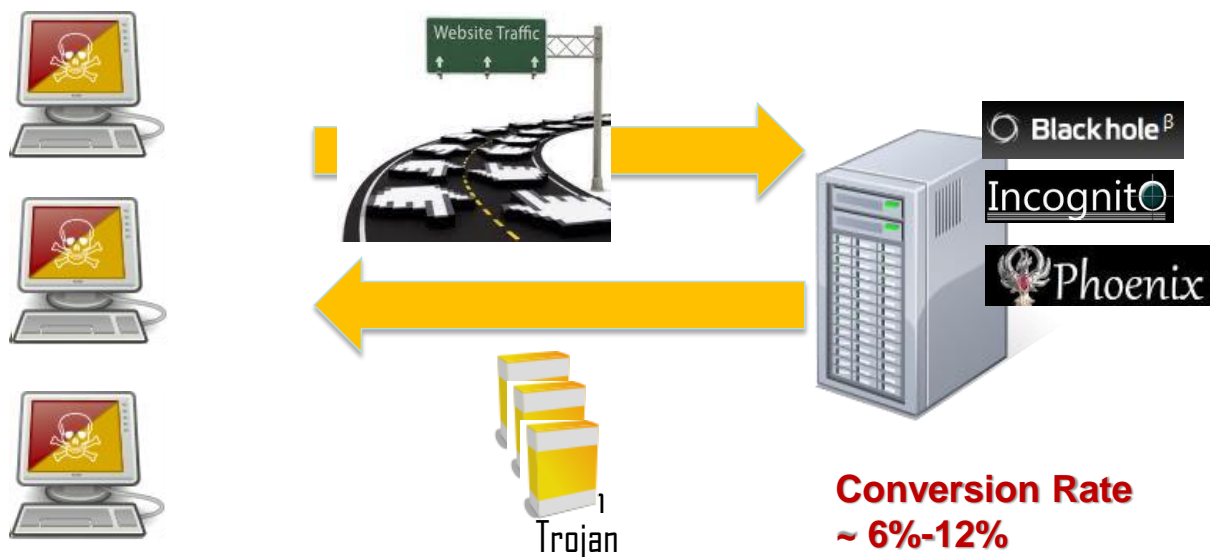 Website Traffic
Blackhole β
Incognito
Phoenix
Trojan
Conversion Rate
~ 6%-12%